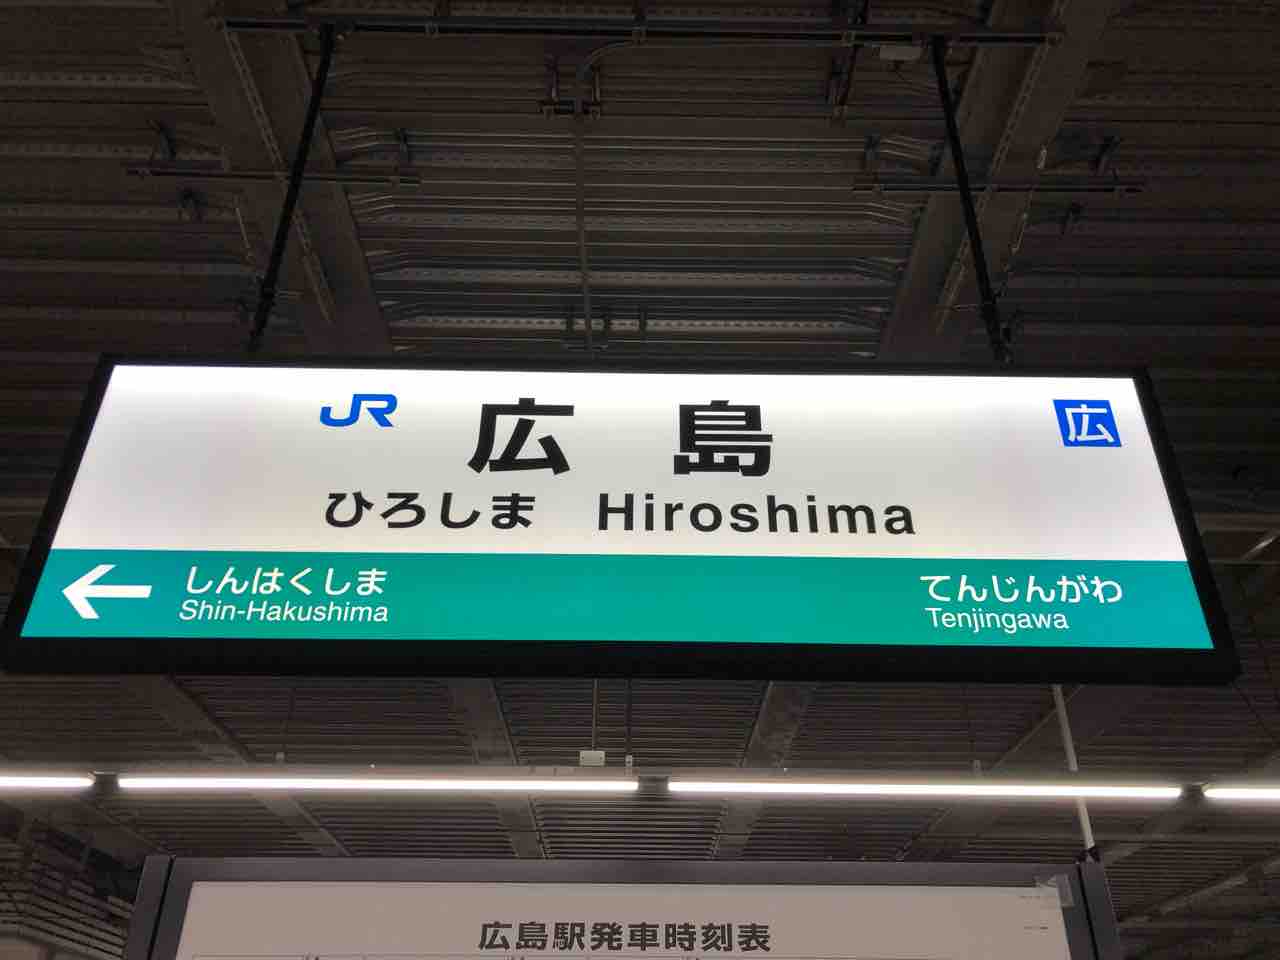 JR 広島 広
ひろしま Hiroshima
しんはくしま
Shin-Hakushima
てんじんがわ
Tenjingawa
広島駅発車時刻表